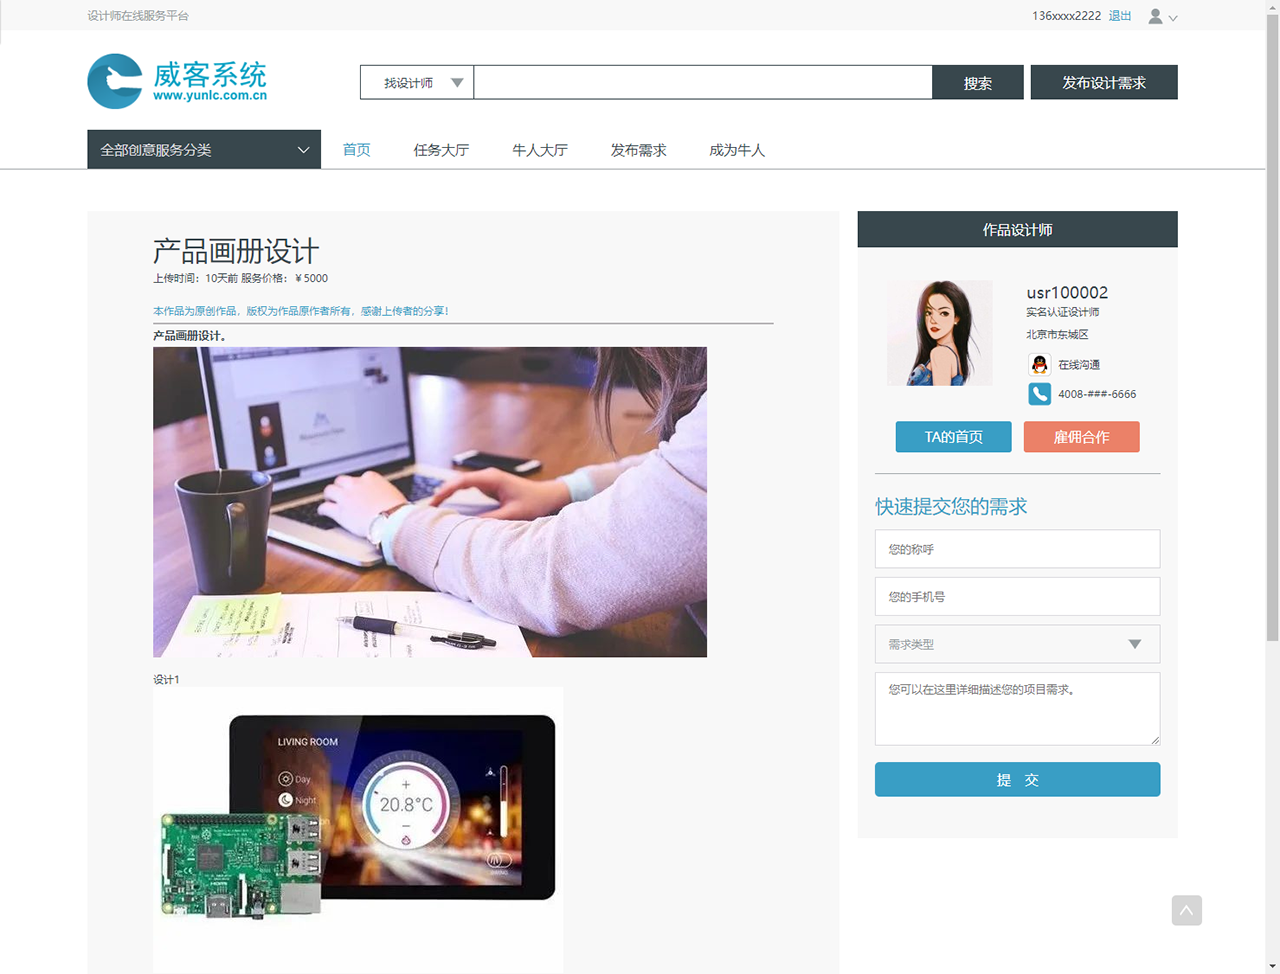 设计师在线服务平台
136xxxx2222 退出
威客系统
www.yunlc.com.cn
找设计师
搜索
发布设计需求
全部创意服务分类
首页
任务大厅
牛人大厅
发布需求
成为牛人
产品画册设计
上传时间：10天前 服务价格：￥5000
本作品为原创作品，版权为作品原作者所有，感谢上传者的分享！
产品画册设计。
设计1
LIVING ROOM
Day
Night
20.8°C
作品设计师
usr100002
实名认证设计师
北京市东城区
在线沟通
4008-###-6666
TA的首页
雇佣合作
快速提交您的需求
您的称呼
您的手机号
需求类型
您可以在这里详细描述您的项目需求。
提 交